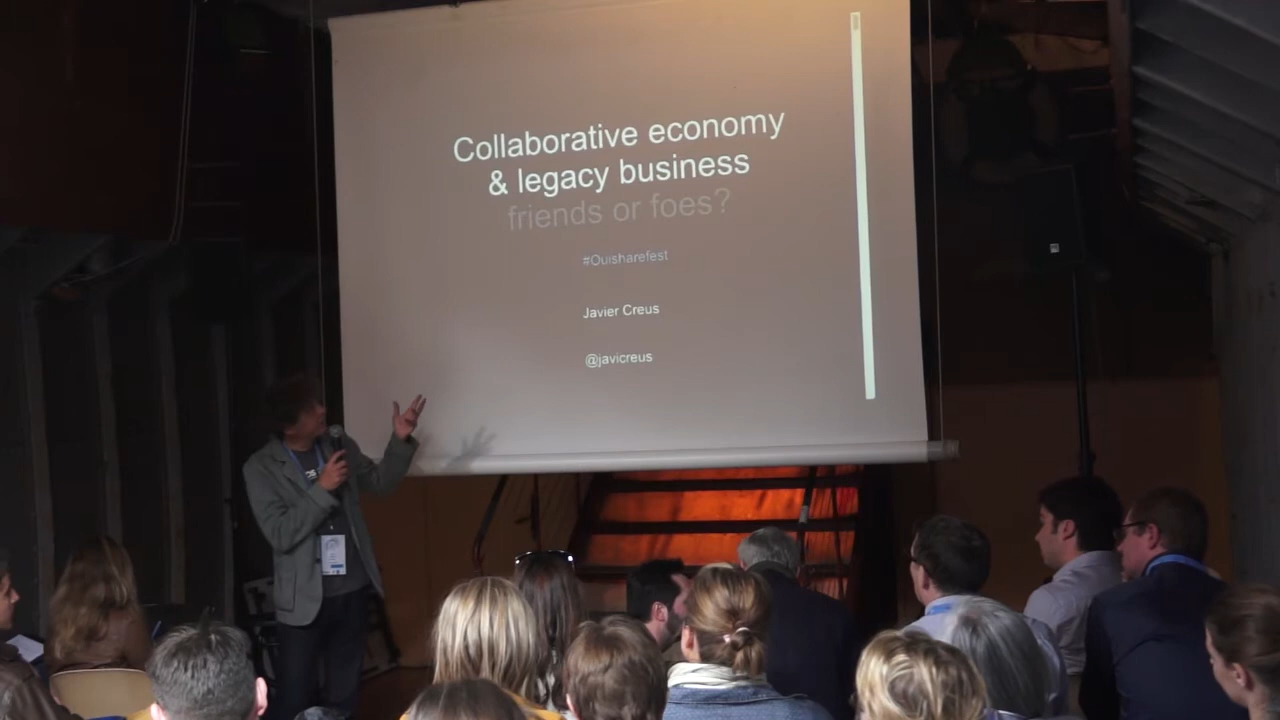 Collaborative economy
& legacy business
friends or foes?
#Ouisharefest
Javier Creus
@javicreus